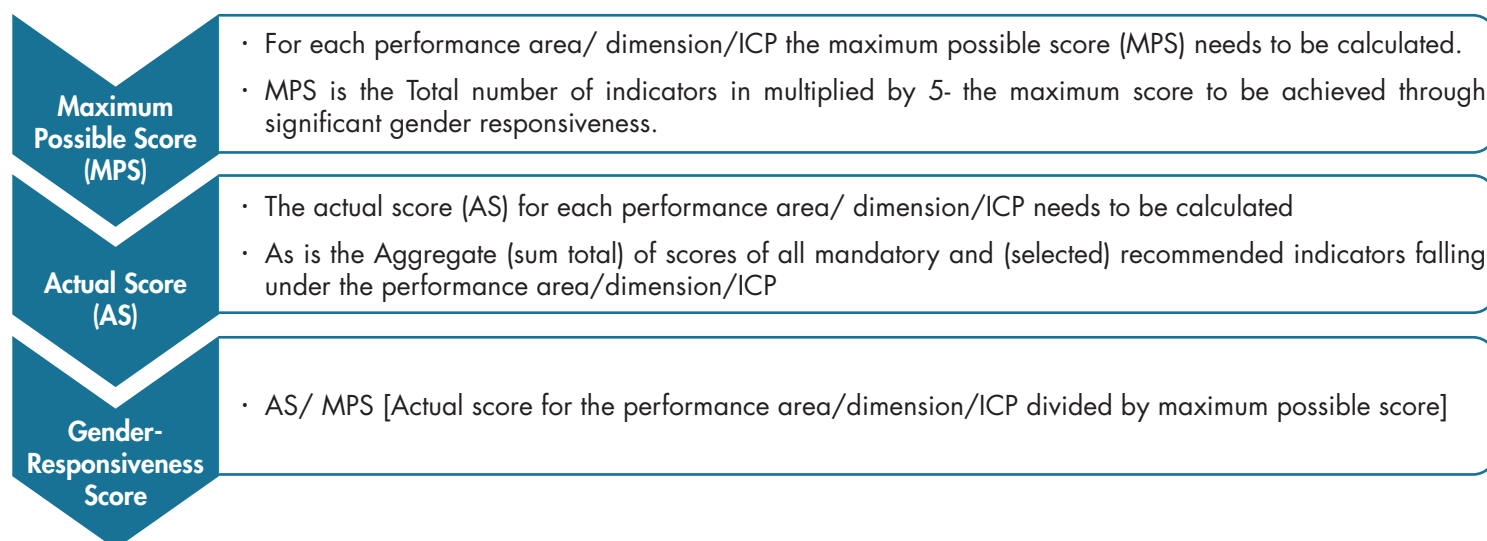 Maximum
Possible Score
(MPS)
· For each performance area/ dimension/ICP the maximum possible score (MPS) needs to be calculated.
· MPS is the Total number of indicators in multiplied by 5- the maximum score to be achieved through
significant gender responsiveness.
Actual Score
(AS)
· The actual score (AS) for each performance area/ dimension/ICP needs to be calculated
· As is the Aggregate (sum total) of scores of all mandatory and (selected) recommended indicators falling
under the performance area/dimension/ICP
Gender-
Responsiveness
Score
· AS/ MPS [Actual score for the performance area/dimension/ICP divided by maximum possible score]